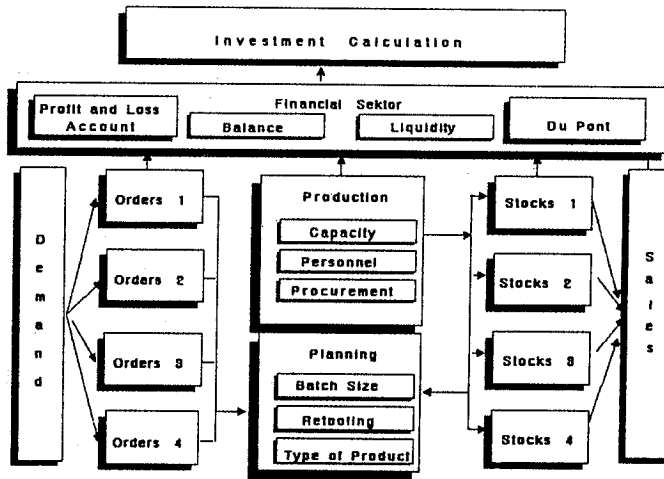 Investment Calculation
Financial Sektor
Profit and Loss
Account
Balance
Liquidity
Du Pont
Demand
Orders 1
Orders 2
Orders 3
Orders 4
Production
Capacity
Personnel
Procurement
Planning
Batch Size
Retooling
Type of Product
Stocks 1
Stocks 2
Stocks 3
Stocks 4
Sales